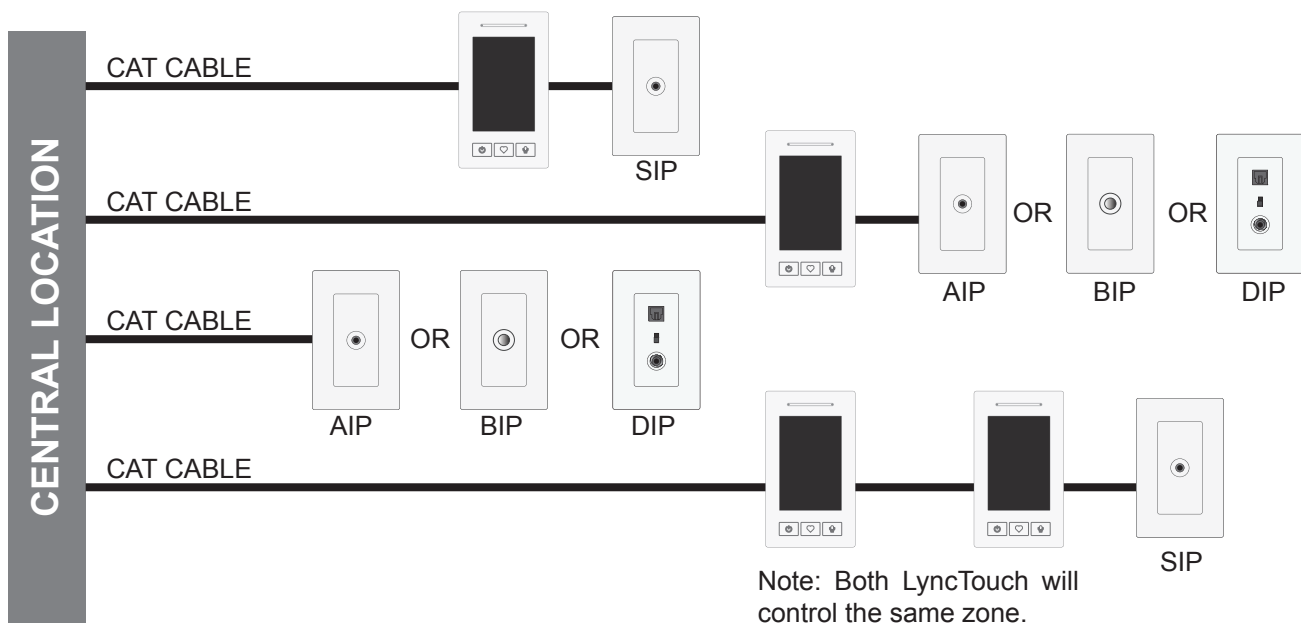 CENTRAL LOCATION
CAT CABLE
SIP
CAT CABLE
OR
OR
AIP
BIP
DIP
CAT CABLE
OR
OR
AIP
BIP
DIP
CAT CABLE
SIP
Note: Both LyncTouch will
control the same zone.